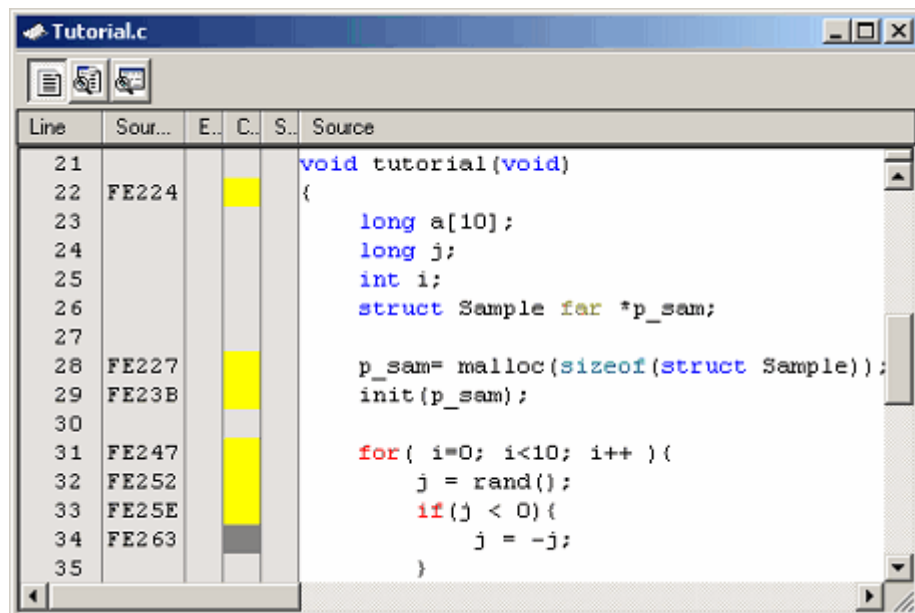 Tutorial.c
Line Sour... E.. C.. S.. Source
21 void tutorial(void)
22 FE224 {
23 long a[10];
24 long j;
25 int i;
26 struct Sample far *p_sam;
27
28 FE227 p_sam= malloc(sizeof(struct Sample));
29 FE23B init(p_sam);
30
31 FE247 for( i=0; i<10; i++ ){
32 FE252 j = rand();
33 FE25E if(j < 0){
34 FE263 j = -j;
35 }